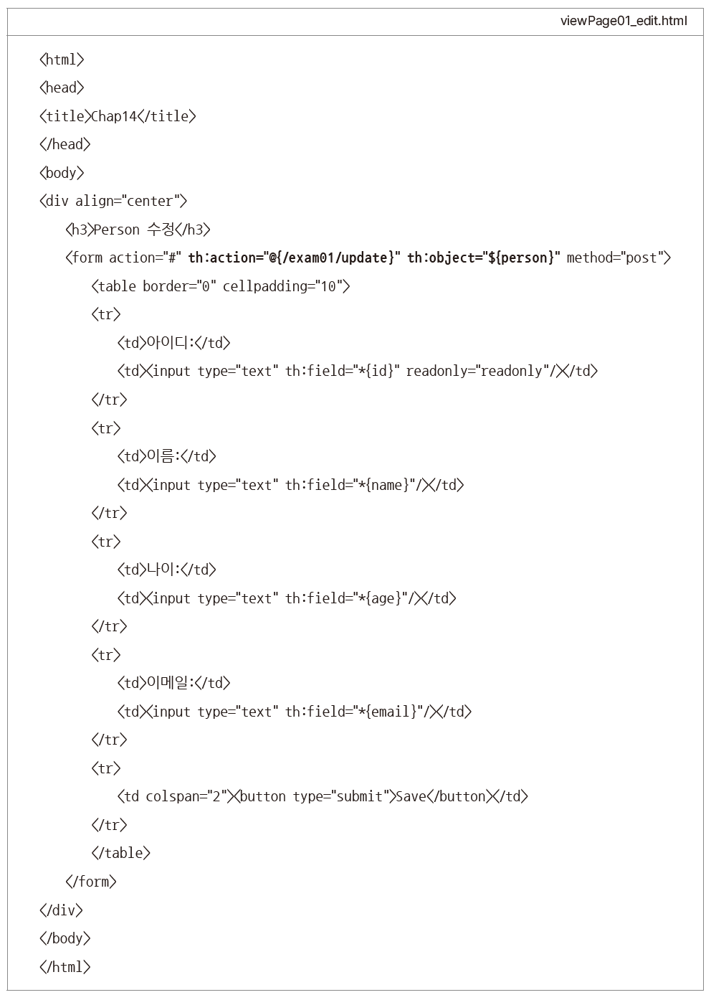 viewPage01_edit.html
<html>
<head>
<title>Chap14</title>
</head>
<body>
<div align="center">
<h3>Person 수정</h3>
<form action="#" th:action="@{/exam01/update}" th:object="${person}" method="post">
<table border="0" cellpadding="10">
<tr>
<td>아이디:</td>
<td><input type="text" th:field="*{id}" readonly="readonly"/></td>
</tr>
<tr>
<td>이름:</td>
<td><input type="text" th:field="*{name}"/></td>
</tr>
<tr>
<td>나이:</td>
<td><input type="text" th:field="*{age}"/></td>
</tr>
<tr>
<td>이메일:</td>
<td><input type="text" th:field="*{email}"/></td>
</tr>
<tr>
<td colspan="2"><button type="submit">Save</button></td>
</tr>
</table>
</form>
</div>
</body>
</html>